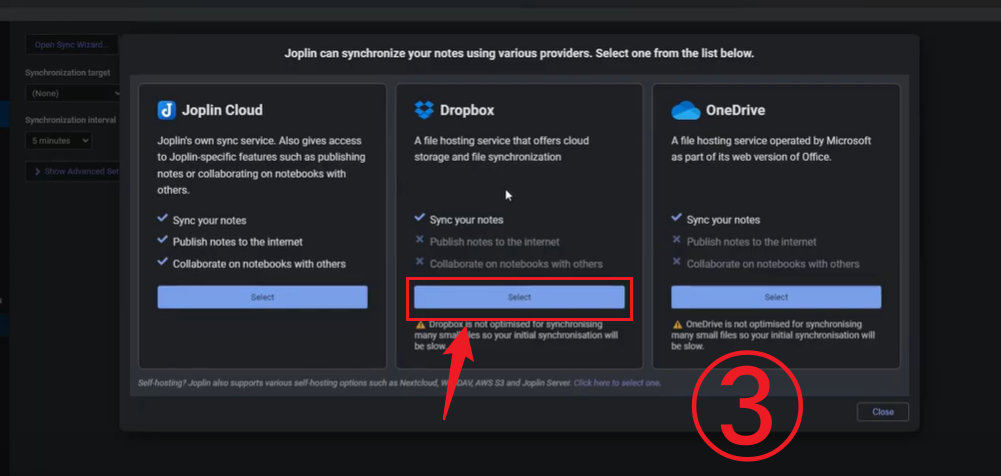 Open Sync Wizard...
Synchronization target
(None)
Synchronization interval
5 minutes
Show Advanced Set
Joplin can synchronize your notes using various providers. Select one from the list below.
Joplin Cloud
Joplin's own sync service. Also gives access
to Joplin-specific features such as publishing
notes or collaborating on notebooks with
others.
Sync your notes
Publish notes to the internet
Collaborate on notebooks with others
Select
Dropbox
A file hosting service that offers cloud
storage and file synchronization
Sync your notes
Publish notes to the internet
Collaborate on notebooks with others
Select
Dropbox is not optimised for synchronising
many small files so your initial synchronisation will
be slow.
OneDrive
A file hosting service operated by Microsoft
as part of its web version of Office.
Sync your notes
Publish notes to the internet
Collaborate on notebooks with others
Select
OneDrive is not optimised for synchronising
many small files so your initial synchronisation will
be slow.
Self-hosting? Joplin also supports various self-hosting options such as Nextcloud, WebDAV, AWS S3 and Joplin Server. Click here to select one.
3
Close